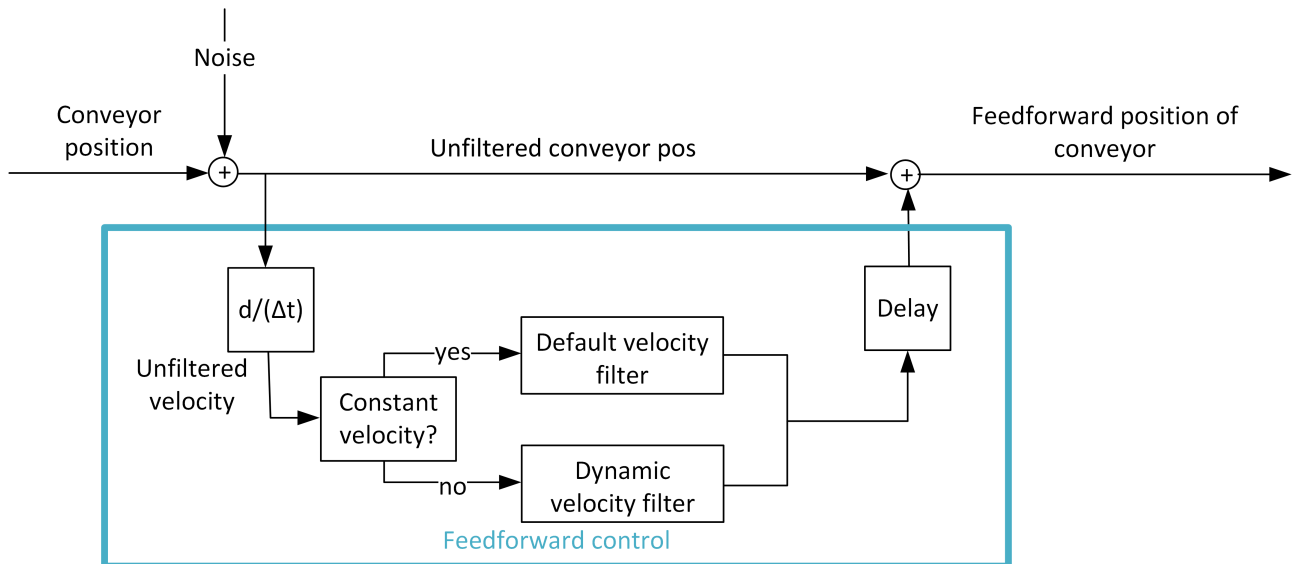 Noise
Conveyor
position
Unfiltered conveyor pos
Feedforward position of
conveyor
+
+
d/(Δt)
Delay
Unfiltered
velocity
yes
Default velocity
filter
Constant
velocity?
no
Dynamic
velocity filter
Feedforward control